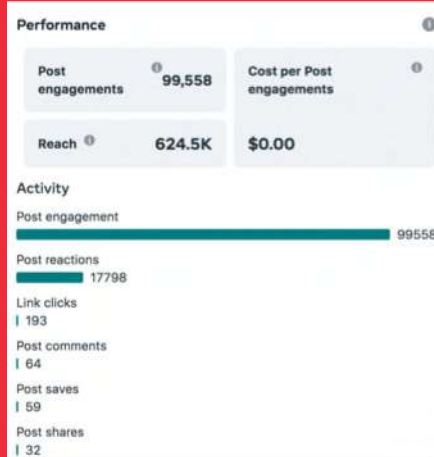 Performance
Post engagements 99,558
Cost per Post engagements
Reach 624.5K
$0.00
Activity
Post engagement
99558
Post reactions
17798
Link clicks
193
Post comments
64
Post saves
59
Post shares
32